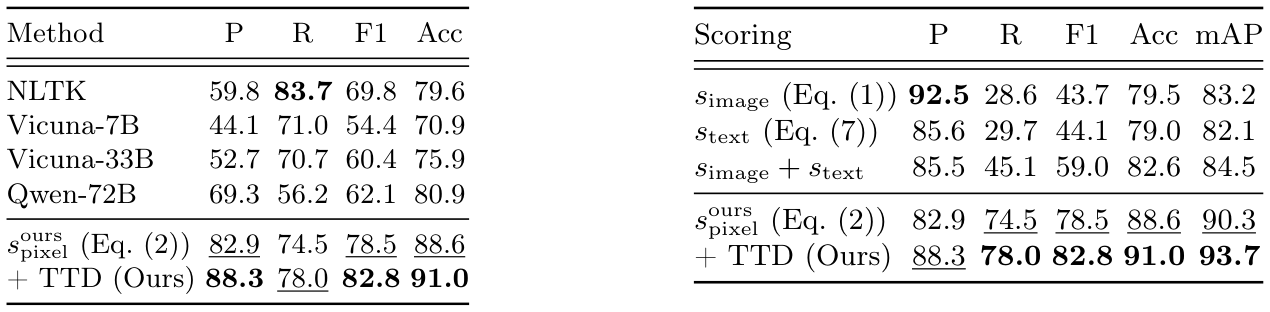 Method P R F1 Acc
NLTK 59.8 83.7 69.8 79.6
Vicuna-7B 44.1 71.0 54.4 70.9
Vicuna-33B 52.7 70.7 60.4 75.9
Qwen-72B 69.3 56.2 62.1 80.9
s^ours_pixel (Eq. (2)) 82.9 74.5 78.5 88.6
+ TTD (Ours) 88.3 78.0 82.8 91.0
Scoring P R F1 Acc mAP
s_image (Eq. (1)) 92.5 28.6 43.7 79.5 83.2
s_text (Eq. (7)) 85.6 29.7 44.1 79.0 82.1
s_image + s_text 85.5 45.1 59.0 82.6 84.5
s^ours_pixel (Eq. (2)) 82.9 74.5 78.5 88.6 90.3
+ TTD (Ours) 88.3 78.0 82.8 91.0 93.7